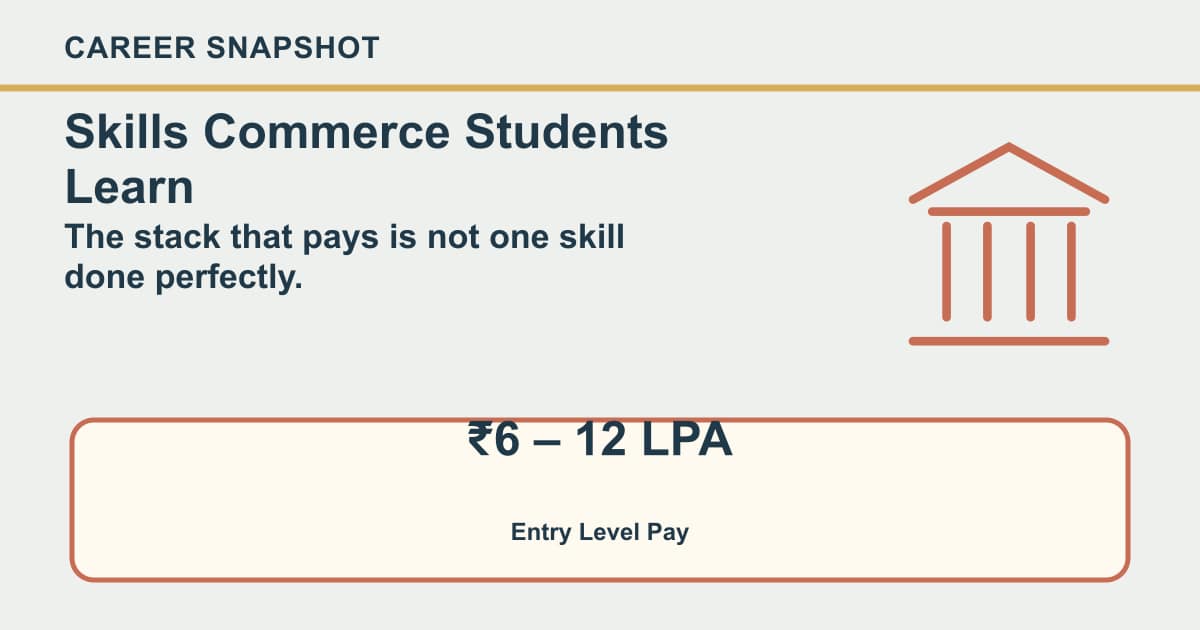 CAREER SNAPSHOT
Skills Commerce Students
Learn
The stack that pays is not one skill
done perfectly.
₹6 – 12 LPA
Entry Level Pay